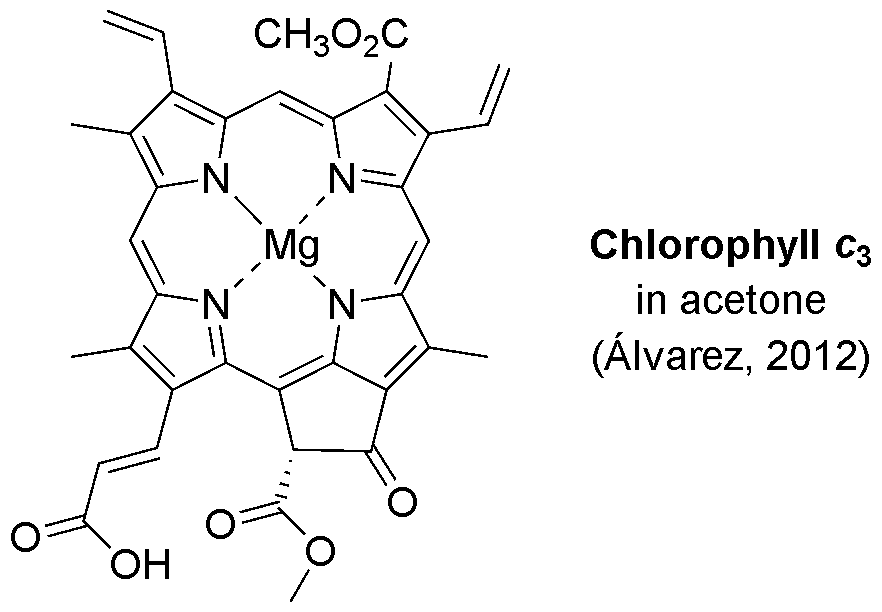 CH3O2C
N
N
Mg
N
N
O
OH
O
O
O
Chlorophyll c3
in acetone
(Álvarez, 2012)